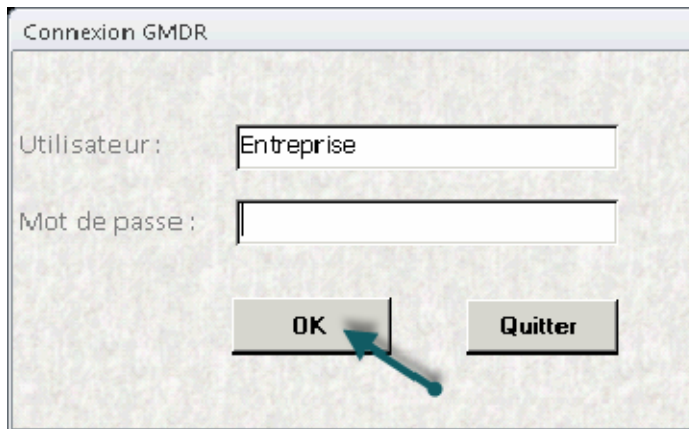 Connexion GMDR
Utilisateur : Entreprise
Mot de passe :
OK Quitter